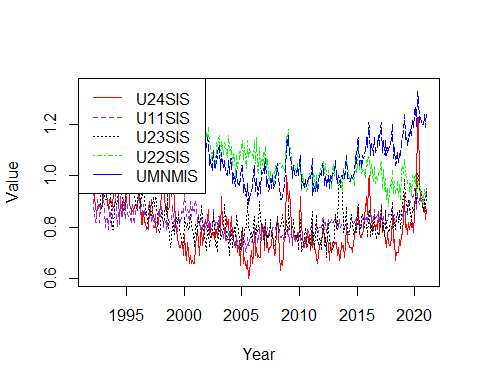 U24SIS
U11SIS
U23SIS
U22SIS
UMNMIS
Value
0.6 0.8 1.0 1.2
1995 2000 2005 2010 2015 2020
Year